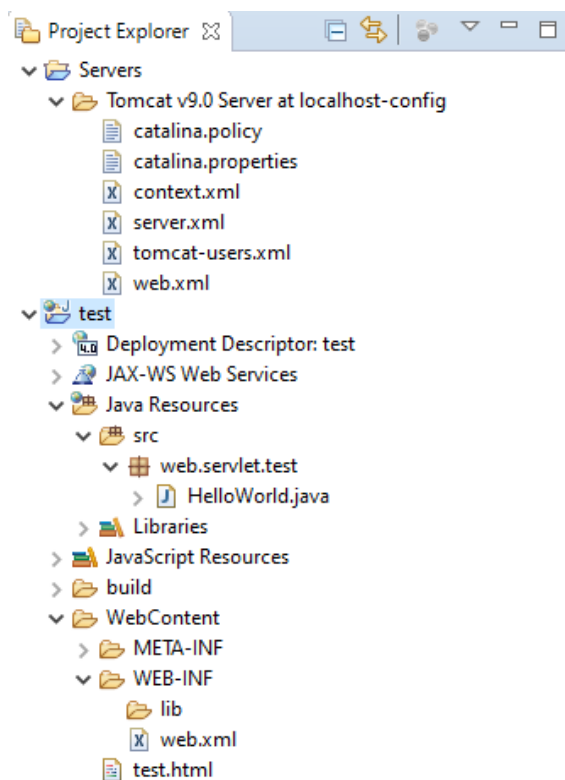 Project Explorer
Servers
Tomcat v9.0 Server at localhost-config
catalina.policy
catalina.properties
context.xml
server.xml
tomcat-users.xml
web.xml
test
4.0 Deployment Descriptor: test
JAX-WS Web Services
Java Resources
src
web.servlet.test
HelloWorld.java
Libraries
JavaScript Resources
build
WebContent
META-INF
WEB-INF
lib
web.xml
test.html